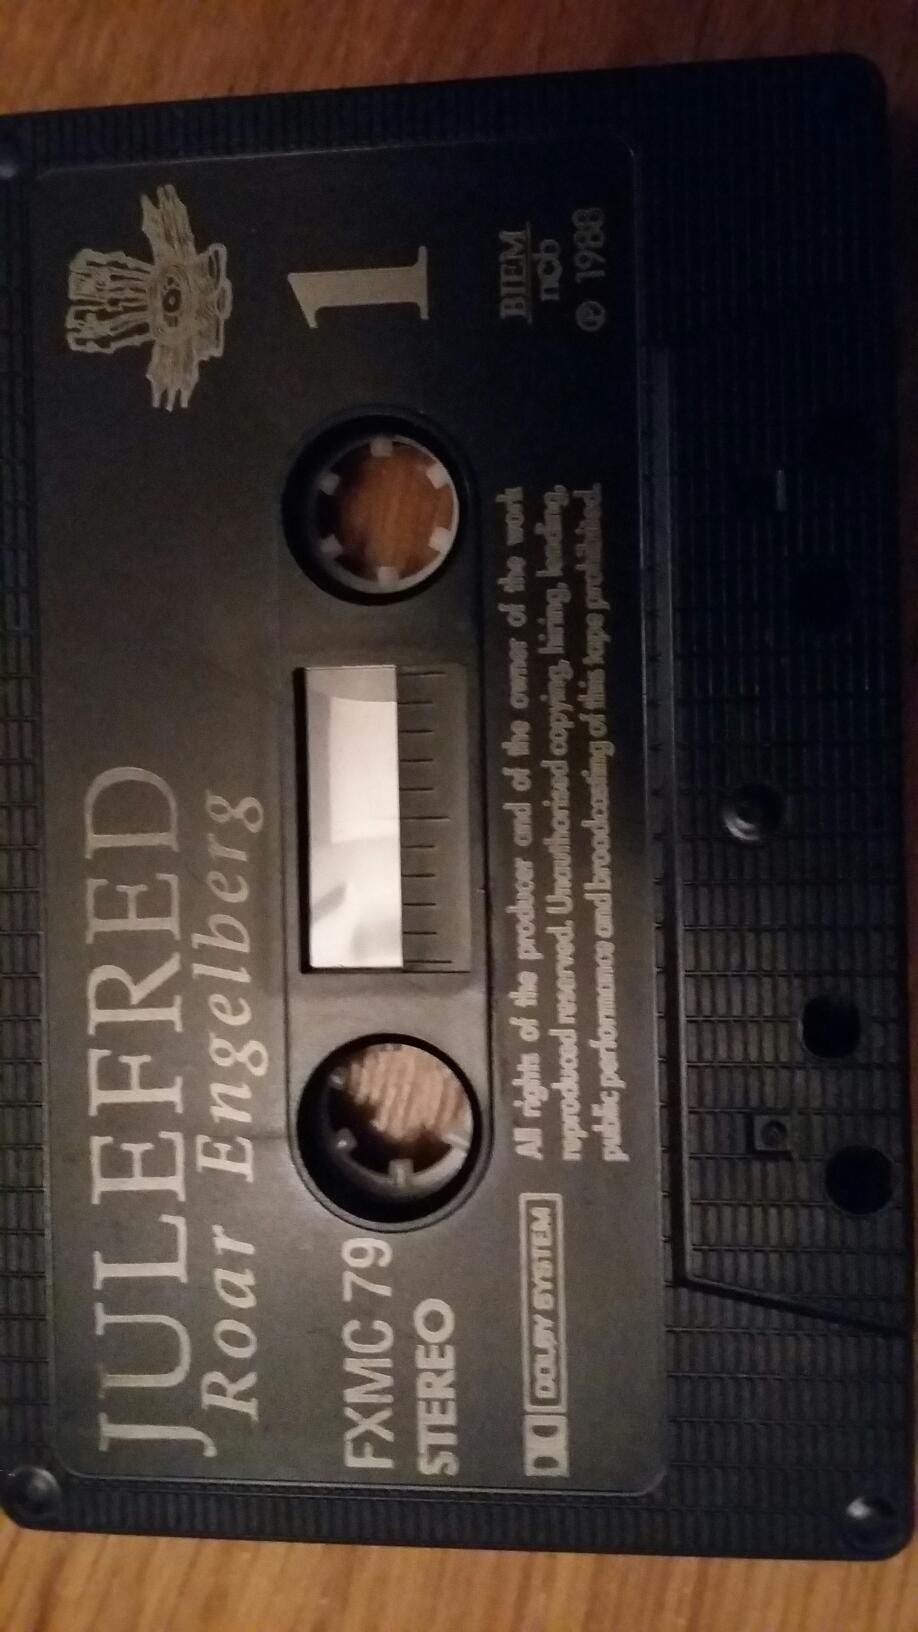 JULEFRED
Roar Engelberg
1
FXMC 79
STEREO
BIEM
ncb
DOLBY SYSTEM
All rights of the producer and of the owner of the work
reproduced reserved. Unauthorised copying, hiring, lending,
public performance and broadcasting of this tape prohibited.
℗ 1988